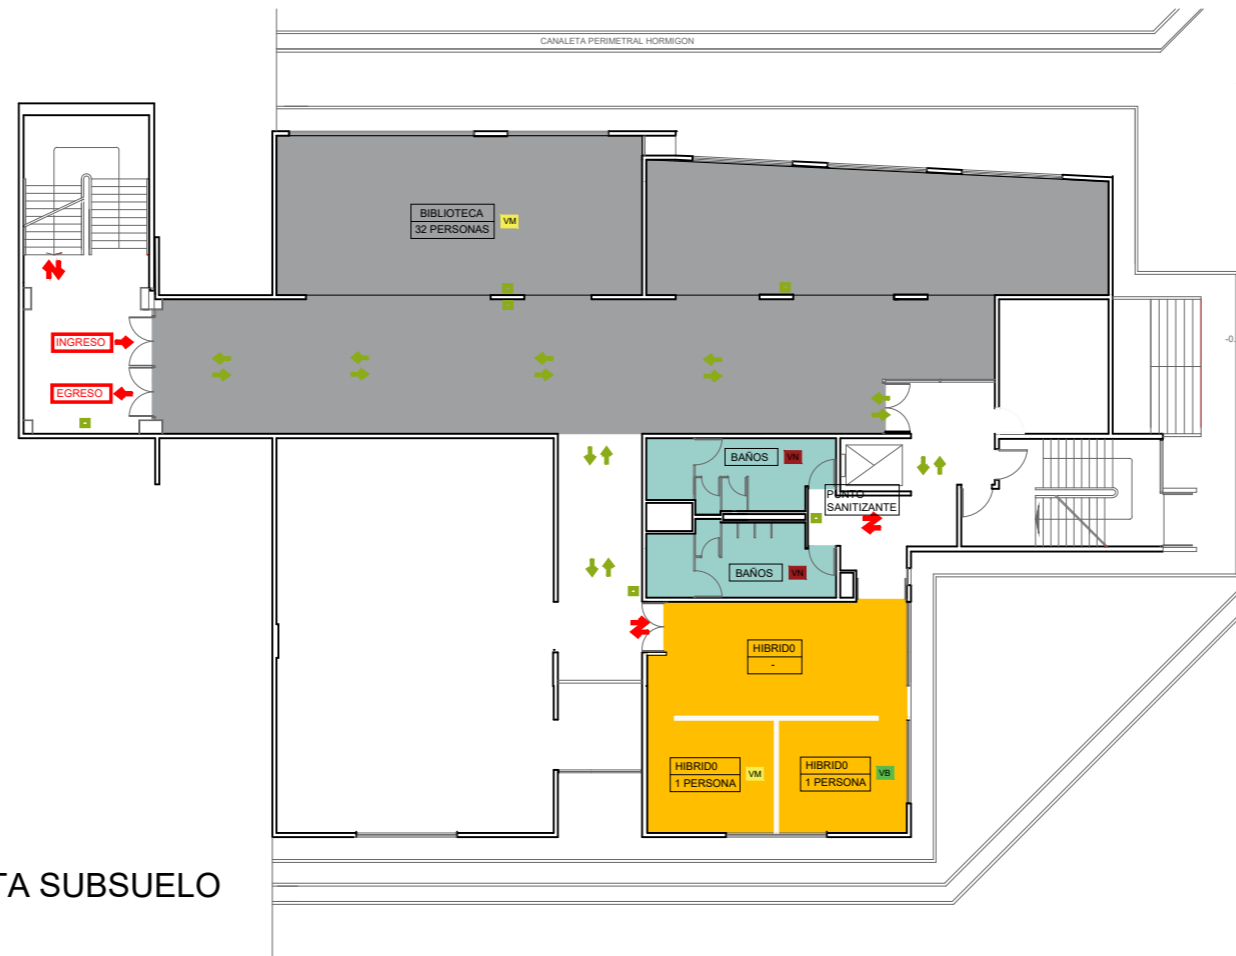 CANALETA PERIMETRAL HORMIGON
BIBLIOTECA
32 PERSONAS
VM
INGRESO
EGRESO
-0.
BAÑOS
VN
PUNTO
SANITIZANTE
BAÑOS
VN
HIBRID0
-
HIBRID0
1 PERSONA
VM
HIBRID0
1 PERSONA
VB
TA SUBSUELO